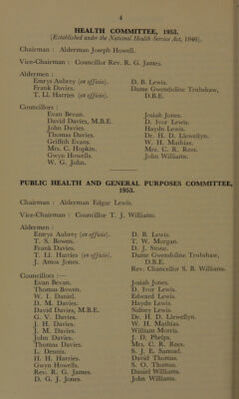 4
HEALTH COMMITTEE, 1953.
(Established under the National Health Service Act, 1946).
Chairman : Alderman Joseph Howell.
Vice-Chairman : Councillor Rev. R. G. James.
Aldermen :
Emrys Aubrey (ex officio).
Frank Davies.
T. Ll. Harries (ex officio).
D. B. Lewis.
Dame Gwendoline Trubshaw,
D.B.E.
Councillors :
Evan Bevan.
David Davies, M.B.E.
John Davies.
Thomas Davies.
Griffith Evans.
Mrs. C. Hopkin.
Gwyn Howells.
W. G. John.
Josiah Jones.
D. Ivor Lewis.
Haydn Lewis.
Dr. H. D. Llewellyn.
W. H. Mathias.
Mrs. C. R. Rees.
John Williams.
PUBLIC HEALTH AND GENERAL PURPOSES COMMITTEE,
1953.
Chairman : Alderman Edgar Lewis.
Vice-Chairman : Councillor T. J. Williams.
Aldermen :
Emrys Aubrey (ex officio).
T. S. Bowen.
Frank Davies.
T. Ll. Harries (ex officio).
J. Amos Jones.
D. B. Lewis.
T. W. Morgan.
D. J. Stone.
Dame Gwendoline Trubshaw,
D.B.E.
Rev. Chancellor S. B. Williams.
Councillors :—
Evan Bevan.
Thomas Bowen.
W. I. Daniel.
D. M. Davies.
David Davies, M.B.E.
G. V. Davies.
J. H. Davies.
J. M. Davies.
John Davies.
Thomas Davies.
L. Dennis.
H. H. Harries.
Gwyn Howells.
Rev. R. G. James.
D. G. J. Jones.
Josiah Jones.
D. Ivor Lewis.
Edward Lewis.
Haydn Lewis.
Sidney Lewis.
Dr. H. D. Llewellyn.
W. H. Mathias.
William Morris.
J. D. Phelps.
Mrs. C. R. Rees.
S. J. E. Samuel.
David Thomas.
S. O. Thomas.
Daniel Williams.
John Williams.